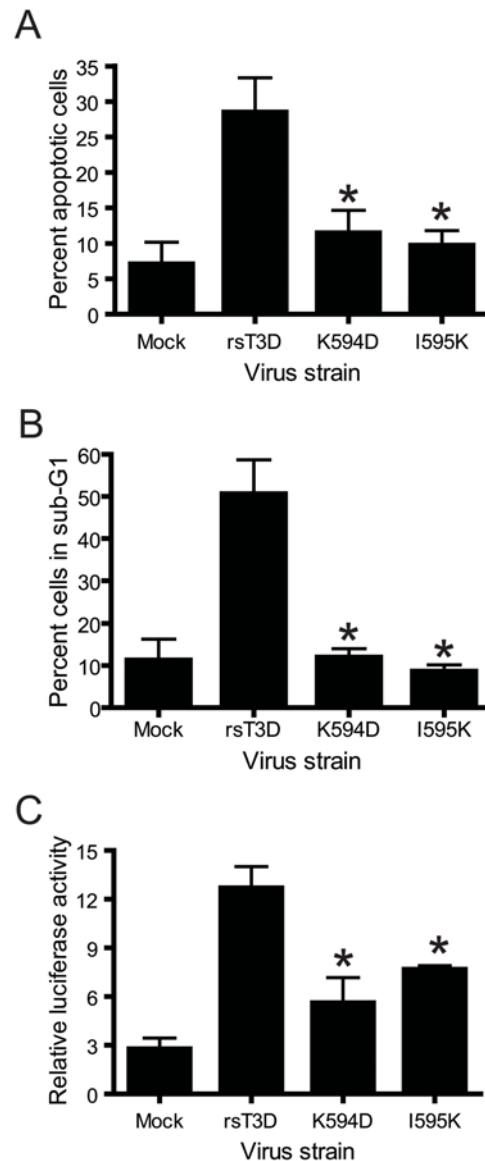 A
Percent apoptotic cells
35
30
25
20
15
10
5
0
* *
Mock rsT3D K594D I595K
Virus strain
B
Percent cells in sub-G1
60
50
40
30
20
10
0
* *
Mock rsT3D K594D I595K
Virus strain
C
Relative luciferase activity
15
12
9
6
3
0
* *
Mock rsT3D K594D I595K
Virus strain